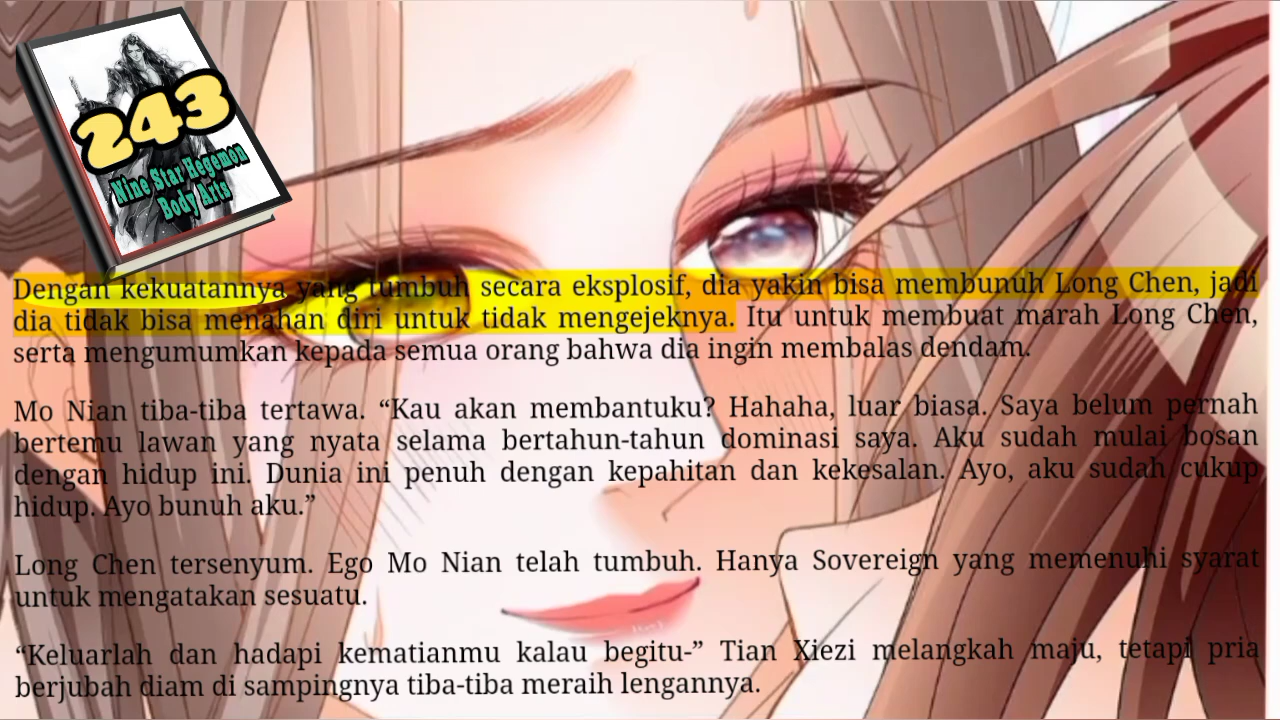 243
Nine Star Hegemon
Body Arts
Dengan kekuatannya yang tumbuh secara eksplosif, dia yakin bisa membunuh Long Chen, jadi
dia tidak bisa menahan diri untuk tidak mengejeknya. Itu untuk membuat marah Long Chen,
serta mengumumkan kepada semua orang bahwa dia ingin membalas dendam.
Mo Nian tiba-tiba tertawa. “Kau akan membantuku? Hahaha, luar biasa. Saya belum pernah
bertemu lawan yang nyata selama bertahun-tahun dominasi saya. Aku sudah mulai bosan
dengan hidup ini. Dunia ini penuh dengan kepahitan dan kekesalan. Ayo, aku sudah cukup
hidup. Ayo bunuh aku.”
Long Chen tersenyum. Ego Mo Nian telah tumbuh. Hanya Sovereign yang memenuhi syarat
untuk mengatakan sesuatu.
“Keluarlah dan hadapi kematianmu kalau begitu-” Tian Xiezi melangkah maju, tetapi pria
berjubah diam di sampingnya tiba-tiba meraih lengannya.